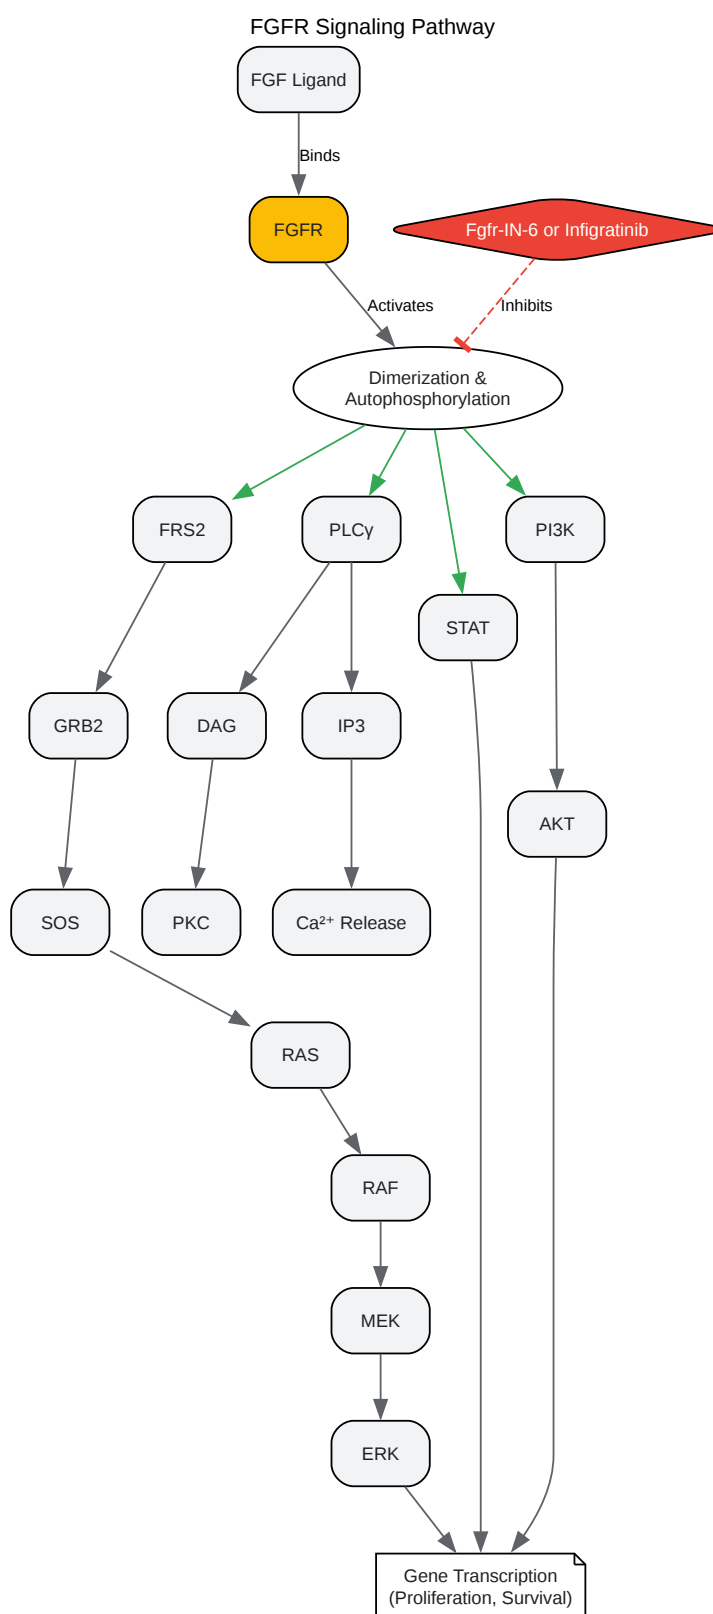 FGFR Signaling Pathway
FGF Ligand
Binds
FGFR
Fgfr-IN-6 or Infigratinib
Activates
Inhibits
Dimerization &
Autophosphorylation
FRS2
PLCγ
PI3K
STAT
GRB2
DAG
IP3
AKT
SOS
PKC
Ca²⁺ Release
RAS
RAF
MEK
ERK
Gene Transcription
(Proliferation, Survival)